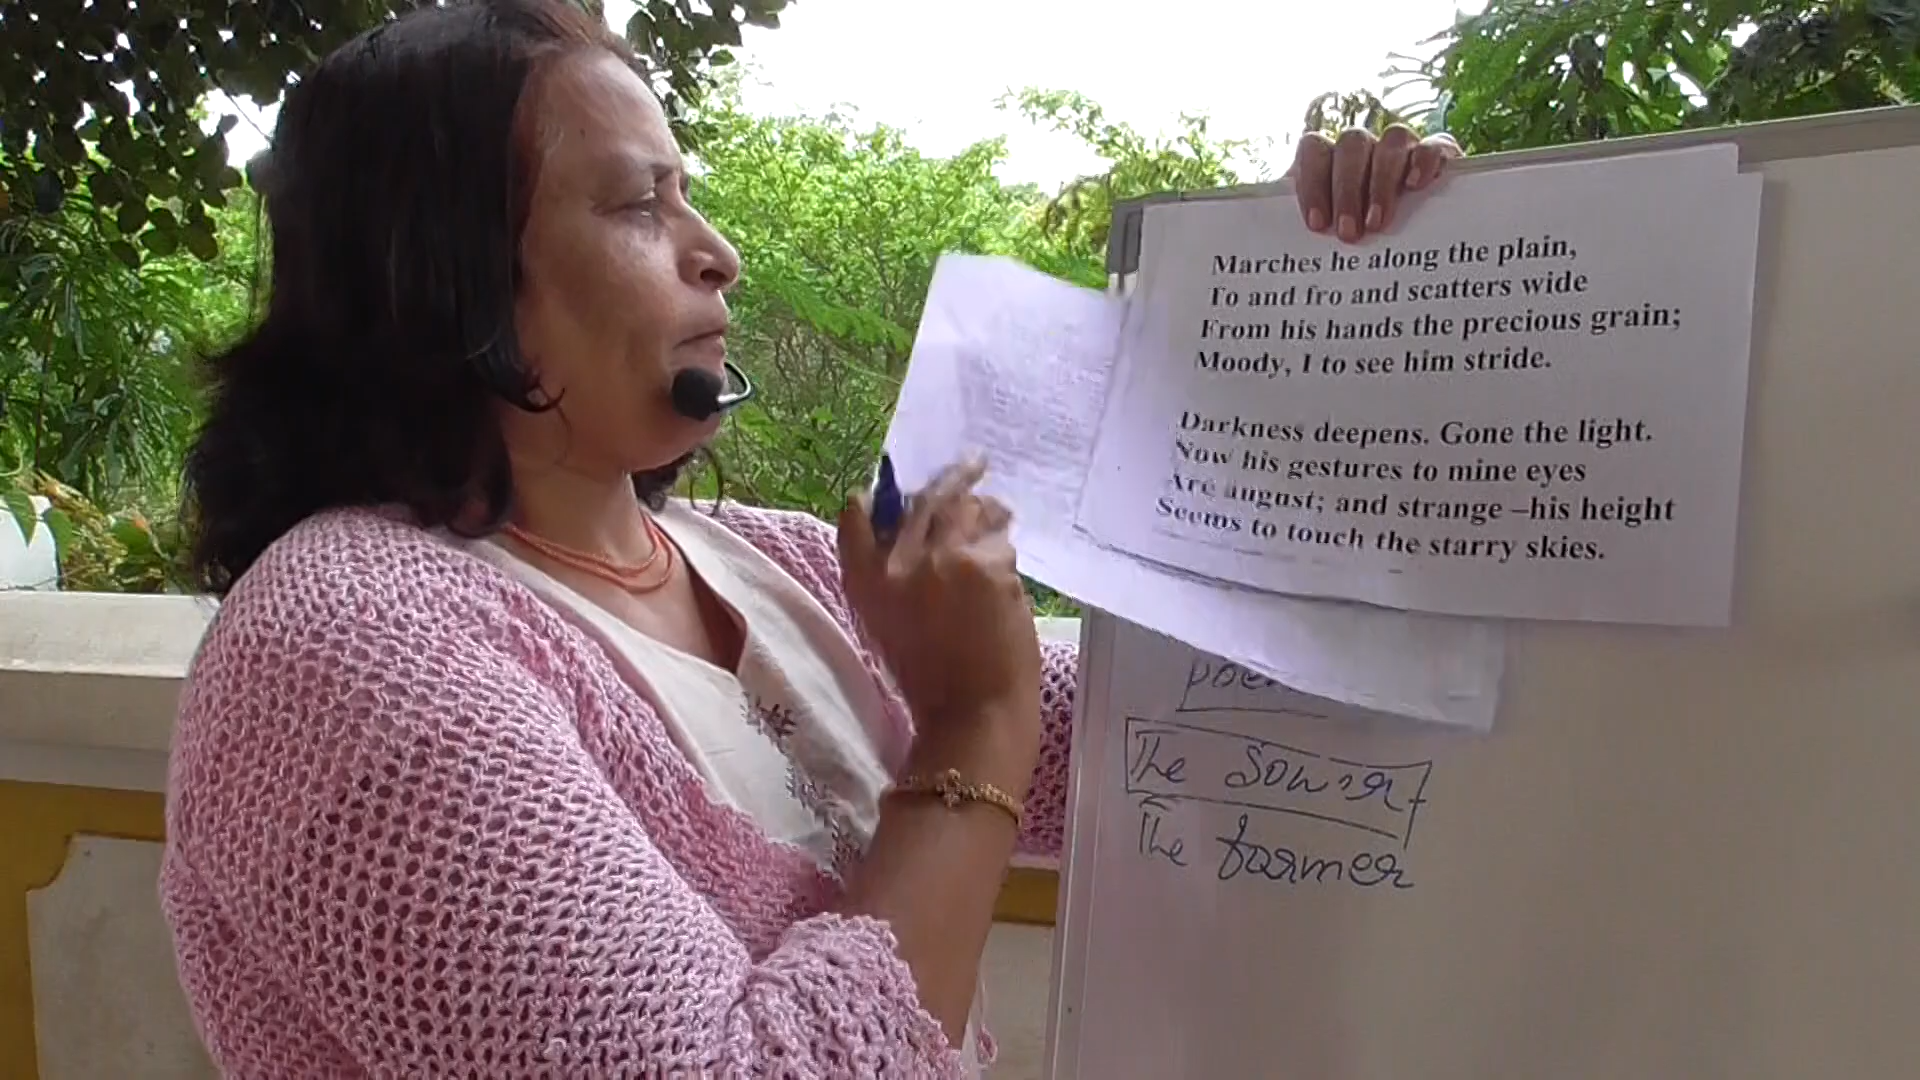 Marches he along the plain,
To and fro and scatters wide
From his hands the precious grain;
Moody, I to see him stride.
Darkness deepens. Gone the light.
Now his gestures to mine eyes
Are august; and strange –his height
Seems to touch the starry skies.
The Sower
The farmer